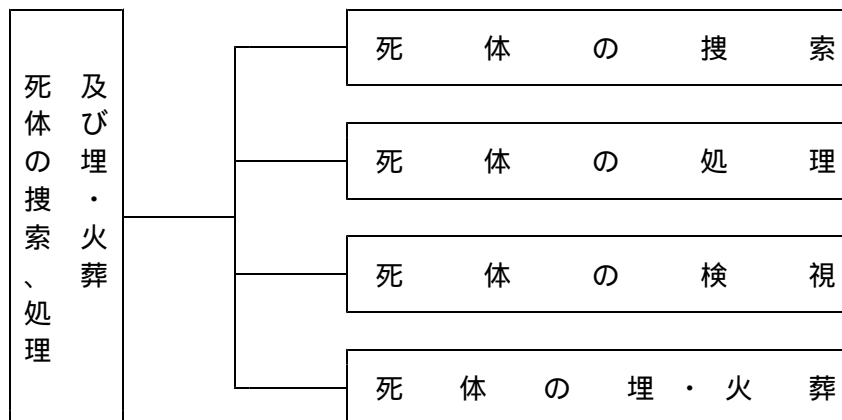 死体の捜索、処理
及び埋・火葬
死体の捜索
死体の処理
死体の検視
死体の埋・火葬